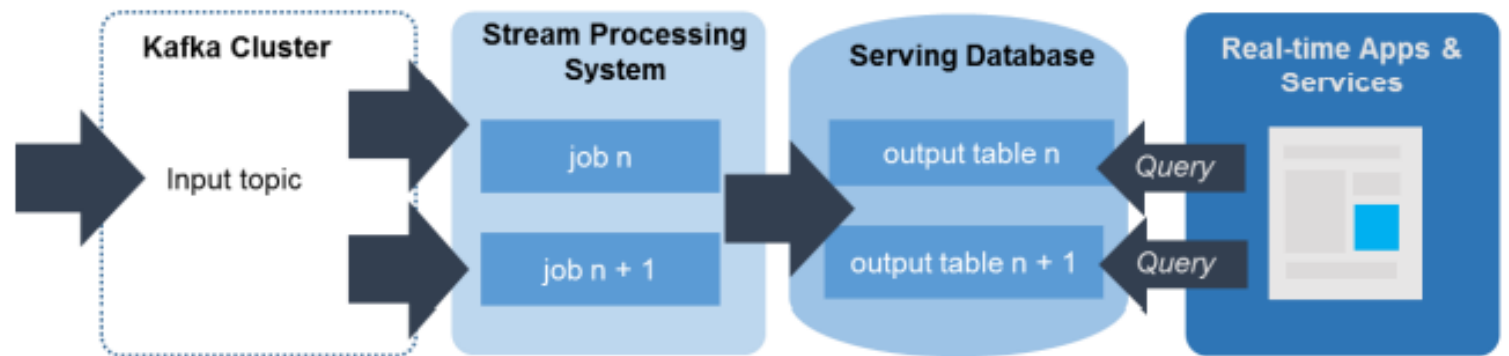 Kafka Cluster
Input topic
Stream Processing
System
job n
job n + 1
Serving Database
output table n
output table n + 1
Query
Query
Real-time Apps &
Services